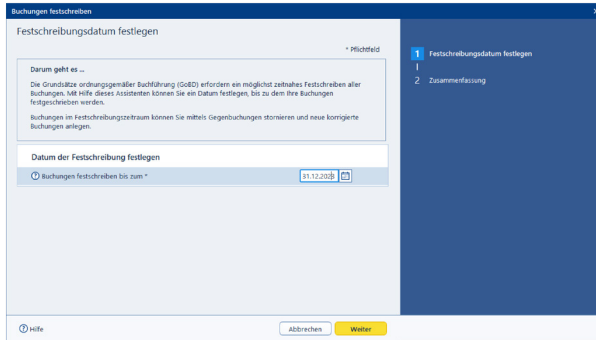 Buchungen festschreiben
Festschreibungsdatum festlegen
* Pflichtfeld
Darum geht es ...
Die Grundsätze ordnungsgemäßer Buchführung (GoBD) erfordern ein möglichst zeitnahes Festschreiben aller
Buchungen. Mit Hilfe dieses Assistenten können Sie ein Datum festlegen, bis zu dem Ihre Buchungen
festgeschrieben werden.
Buchungen im Festschreibungszeitraum können Sie mittels Gegenbuchungen stornieren und neue korrigierte
Buchungen anlegen.
Datum der Festschreibung festlegen
Buchungen festschreiben bis zum *
31.12.2023
Hilfe
Abbrechen
Weiter
1 Festschreibungsdatum festlegen
2 Zusammenfassung